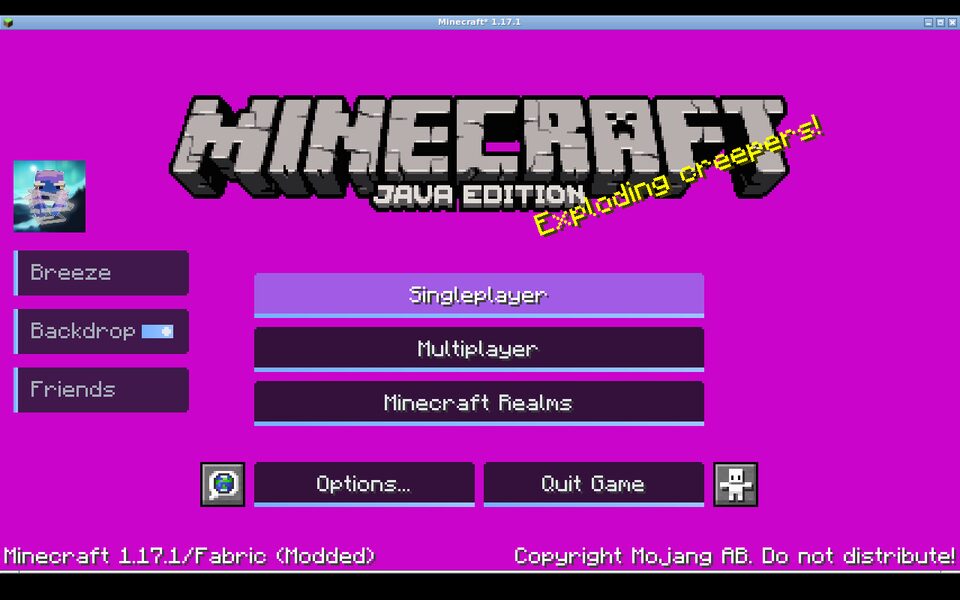 Minecraft* 1.17.1
MINECRAFT
JAVA EDITION
Exploding creepers!
Breeze
Backdrop
Friends
Singleplayer
Multiplayer
Minecraft Realms
Options...
Quit Game
Minecraft 1.17.1/Fabric (Modded)
Copyright Mojang AB. Do not distribute!